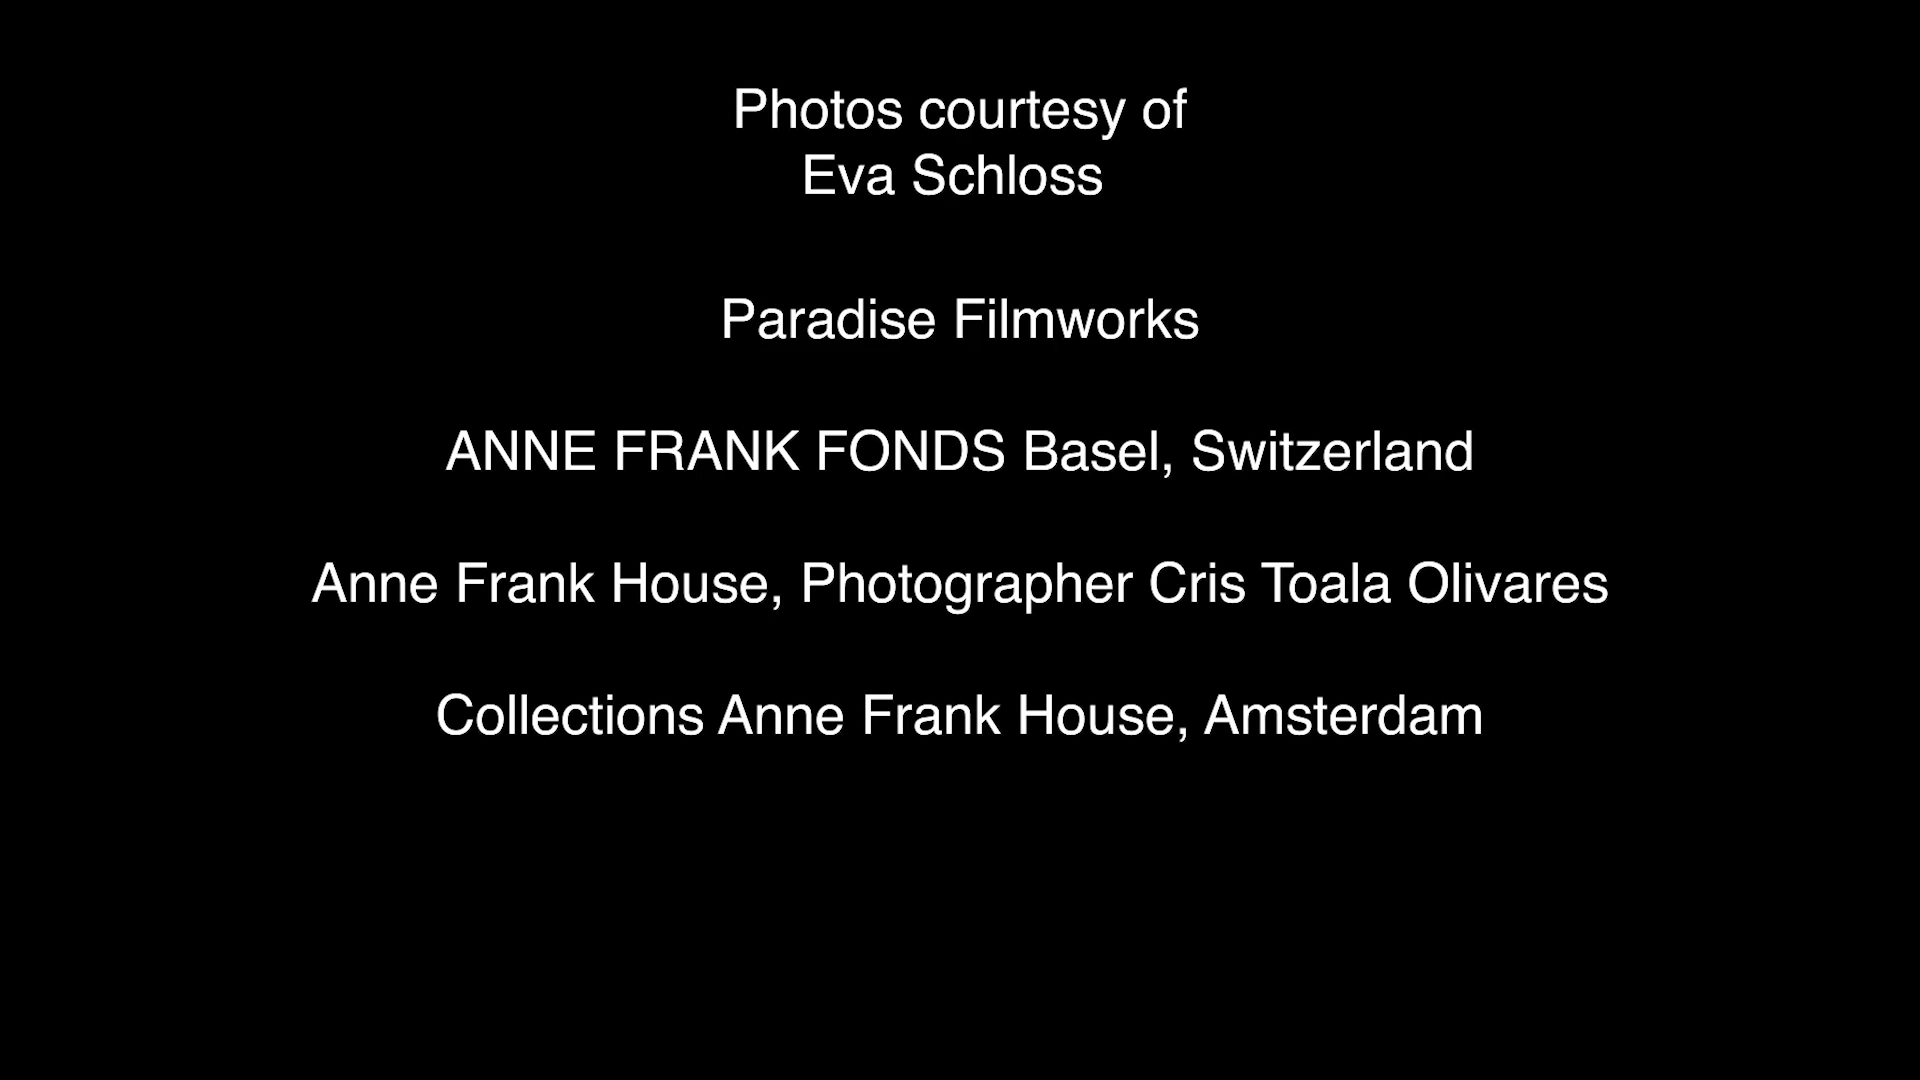 Photos courtesy of
Eva Schloss
Paradise Filmworks
ANNE FRANK FONDS Basel, Switzerland
Anne Frank House, Photographer Cris Toala Olivares
Collections Anne Frank House, Amsterdam